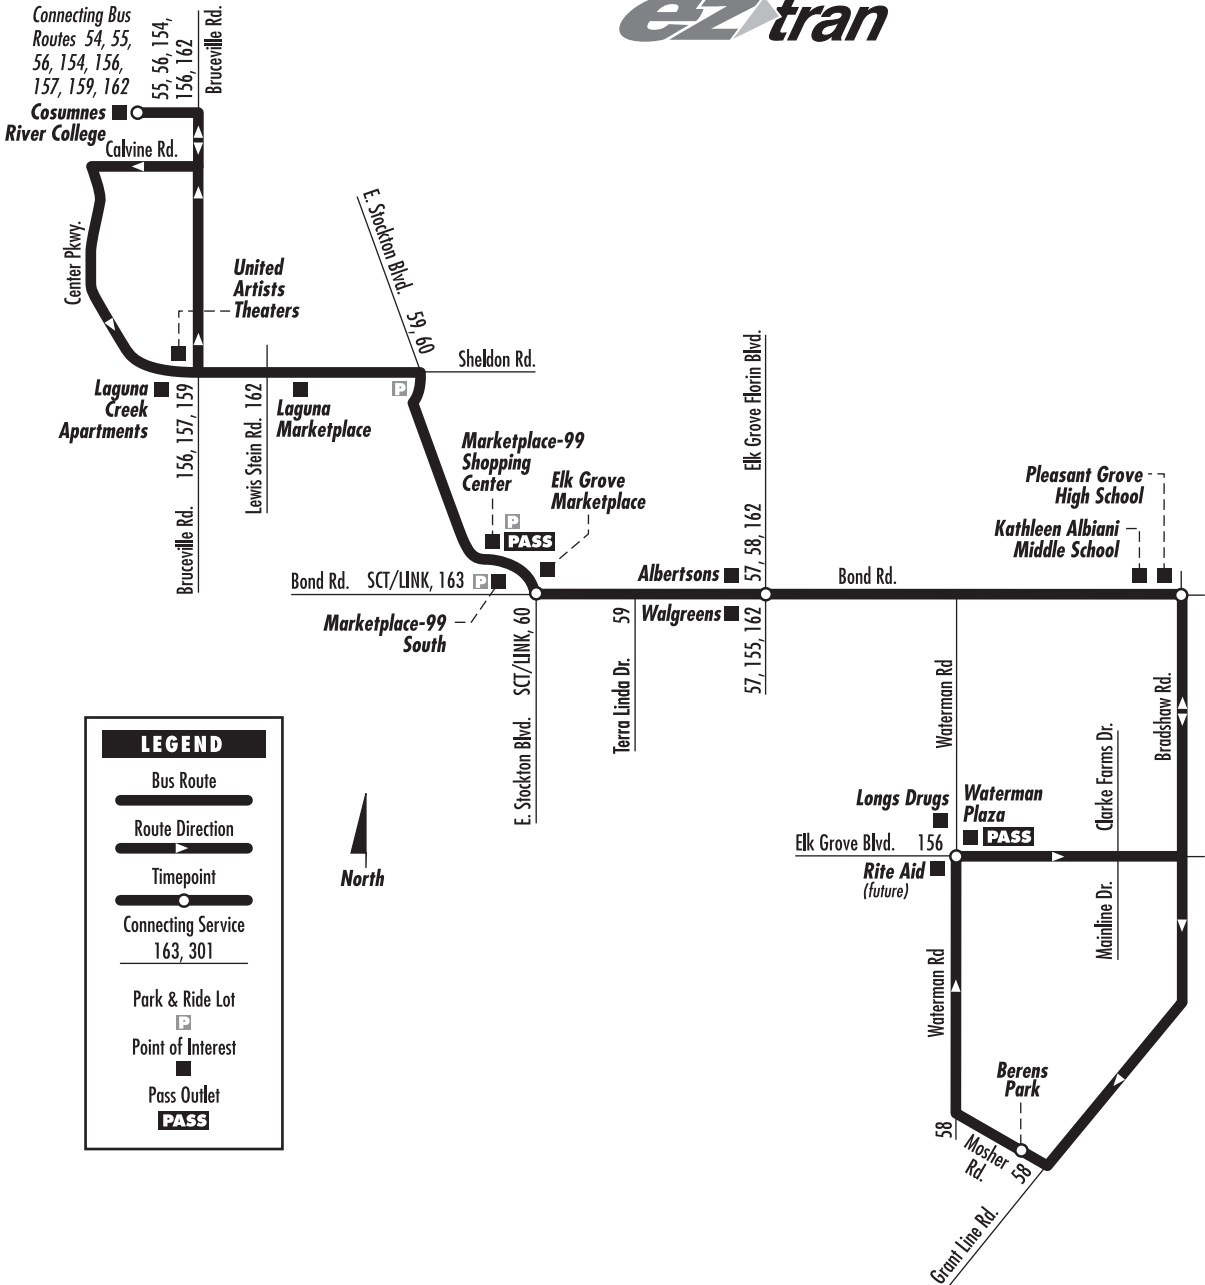 ez tran
Connecting Bus
Routes 54, 55,
56, 154, 156,
157, 159, 162
55, 56, 154,
156, 162
Bruceville Rd.
Cosumnes
River College
Calvine Rd.
Center Pkwy.
United
Artists
Theaters
E. Stockton Blvd.
59, 60
Sheldon Rd.
Laguna
Creek
Apartments
Bruceville Rd.
156, 157, 159
Lewis Stein Rd. 162
Laguna
Marketplace
P
Marketplace-99
Shopping
Center
P
PASS
Elk Grove
Marketplace
Elk Grove Florin Blvd.
57, 58, 162
Pleasant Grove
High School
Kathleen Albiani
Middle School
Bond Rd. SCT/LINK, 163
P
Marketplace-99
South
Albertsons
Bond Rd.
Walgreens
E. Stockton Blvd. SCT/LINK, 60
Terra Linda Dr. 59
57, 155, 162
Waterman Rd
Bradshaw Rd.
Clarke Farms Dr.
LEGEND
Bus Route
Route Direction
Timepoint
Connecting Service
163, 301
Park & Ride Lot
P
Point of Interest
Pass Outlet
PASS
North
Longs Drugs
Waterman
Plaza
PASS
Elk Grove Blvd. 156
Rite Aid
(future)
Mainline Dr.
Waterman Rd
Berens
Park
58
Mosher
Rd.
58
Grant Line Rd.